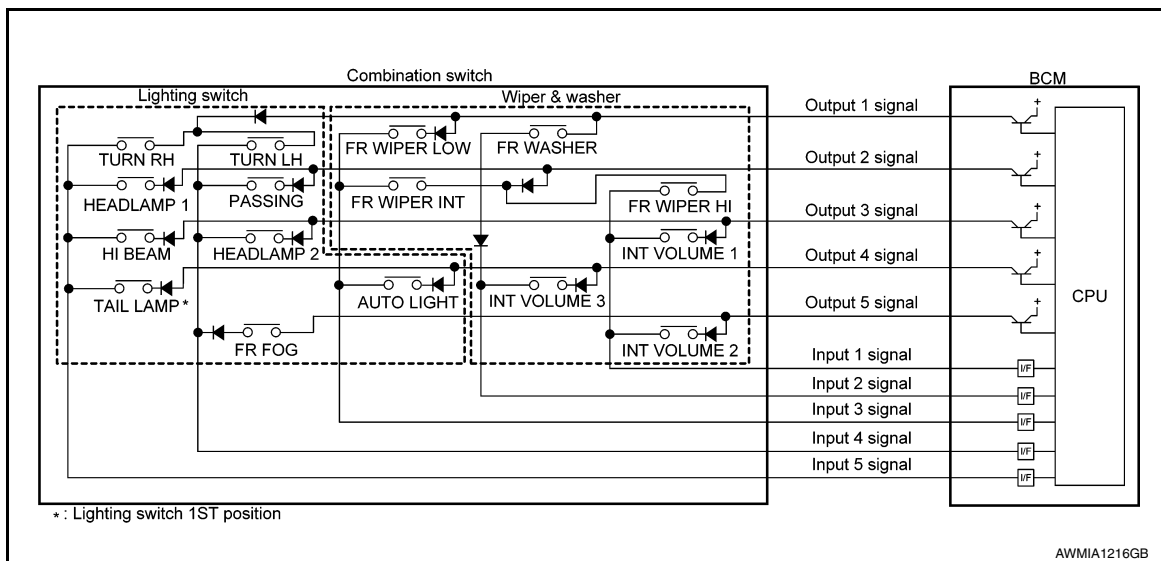 Combination switch
BCM
Lighting switch
Wiper & washer
Output 1 signal
+
TURN RH
TURN LH
FR WIPER LOW
FR WASHER
Output 2 signal
+
HEADLAMP 1
PASSING
FR WIPER INT
FR WIPER HI
Output 3 signal
+
HI BEAM
HEADLAMP 2
INT VOLUME 1
Output 4 signal
+
TAIL LAMP *
AUTO LIGHT
INT VOLUME 3
CPU
Output 5 signal
+
FR FOG
INT VOLUME 2
Input 1 signal
I/F
Input 2 signal
I/F
Input 3 signal
I/F
Input 4 signal
I/F
Input 5 signal
I/F
* : Lighting switch 1ST position
AWMIA1216GB